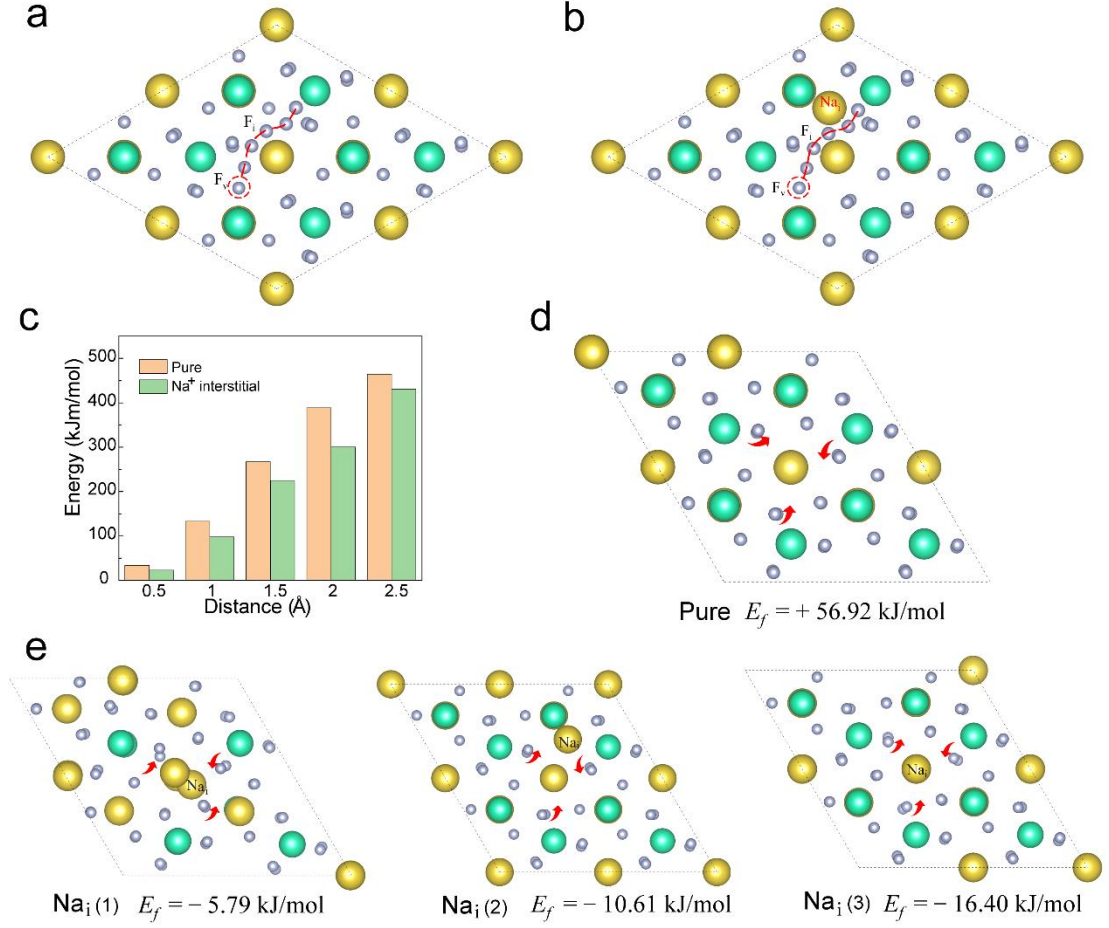 a
F_i
F_v
b
Na_i
F_i
F_v
c
Energy (kJm/mol)
500
400
300
200
100
0
Pure
Na⁺ interstitial
0.5 1 1.5 2 2.5
Distance (Å)
d
Pure E_f = + 56.92 kJ/mol
e
Na_i
Na_i (1) E_f = − 5.79 kJ/mol
Na_i
Na_i (2) E_f = − 10.61 kJ/mol
Na_i
Na_i (3) E_f = − 16.40 kJ/mol